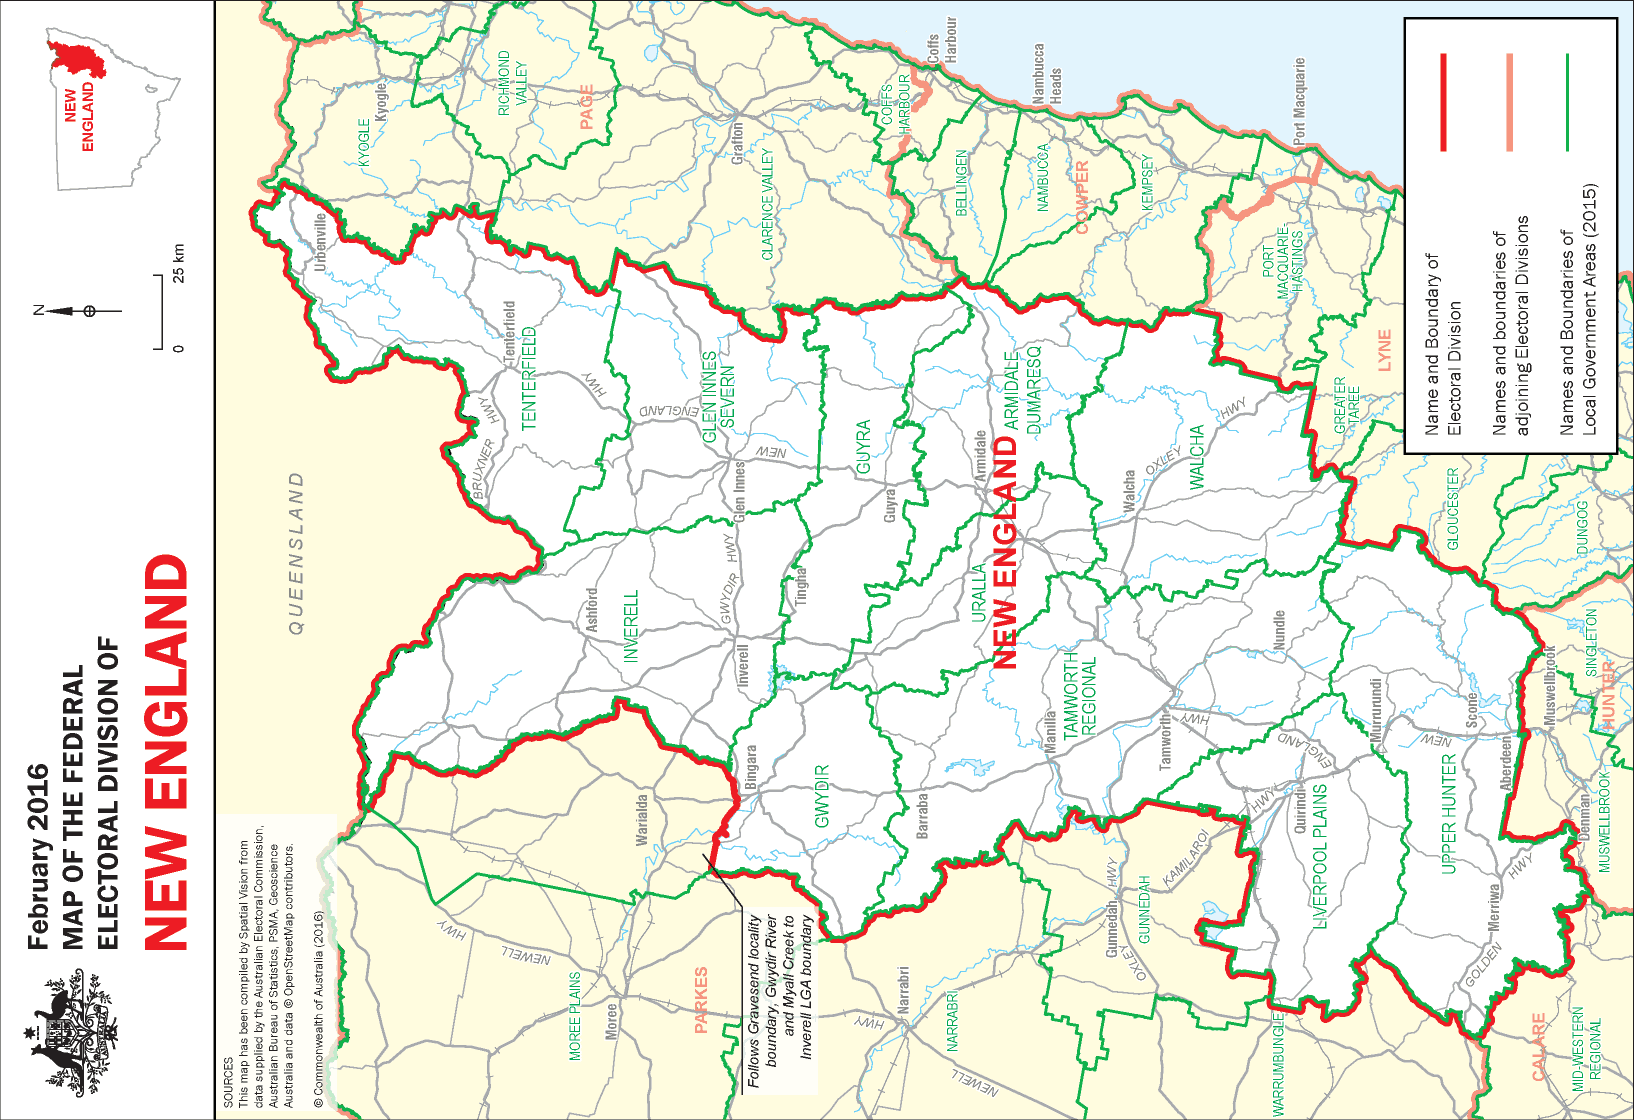 February 2016
MAP OF THE FEDERAL
ELECTORAL DIVISION OF
NEW ENGLAND
N
0
25 km
NEW
ENGLAND
SOURCES
This map has been compiled by Spatial Vision from
data supplied by the Australian Electoral Commission,
Australian Bureau of Statistics, PSMA, Geoscience
Australia and data © OpenStreetMap contributors.
© Commonwealth of Australia (2016)
QUEENSLAND
Urbenville
KYOGLE
Kyogle
RICHMOND
VALLEY
PAGE
Tenterfield
TENTERFIELD
BRUXNER
HWY
HWY
ENGLAND
NEW
GLEN INNES
SEVERN
Glen Innes
Grafton
CLARENCE VALLEY
COFFS
HARBOUR
Coffs
Harbour
BELLINGEN
NAMBUCCA
Nambucca
Heads
COWPER
KEMPSEY
PORT
MACQUARIE-
HASTINGS
Port Macquarie
LYNE
GREATER
TAREE
GUYRA
Guyra
ARMIDALE
DUMARESQ
Armidale
NEW ENGLAND
URALLA
Walcha
WALCHA
OXLEY
HWY
Ashford
INVERELL
Inverell
GWYDIR
HWY
Tingha
Bingara
GWYDIR
Barraba
Warialda
MOREE PLAINS
Moree
NEWELL
HWY
PARKES
Follows Gravesend locality
boundary, Gwydir River
and Myall Creek to
Inverell LGA boundary
Narrabri
NARRABRI
HWY
NEWELL
Manilla
TAMWORTH
REGIONAL
Tamworth
HWY
ENGLAND
NEW
Nundle
Gunnedah
GUNNEDAH
OXLEY
HWY
KAMILAROI
HWY
Quirindi
LIVERPOOL PLAINS
Murrurundi
UPPER HUNTER
Scone
Aberdeen
Muswellbrook
Denman
MUSWELLBROOK
Merriwa
GOLDEN
HWY
GLOUCESTER
DUNGOG
SINGLETON
HUNTER
WARRUMBUNGLE
CALARE
MID-WESTERN
REGIONAL
Name and Boundary of
Electoral Division
Names and boundaries of
adjoining Electoral Divisions
Names and Boundaries of
Local Government Areas (2015)